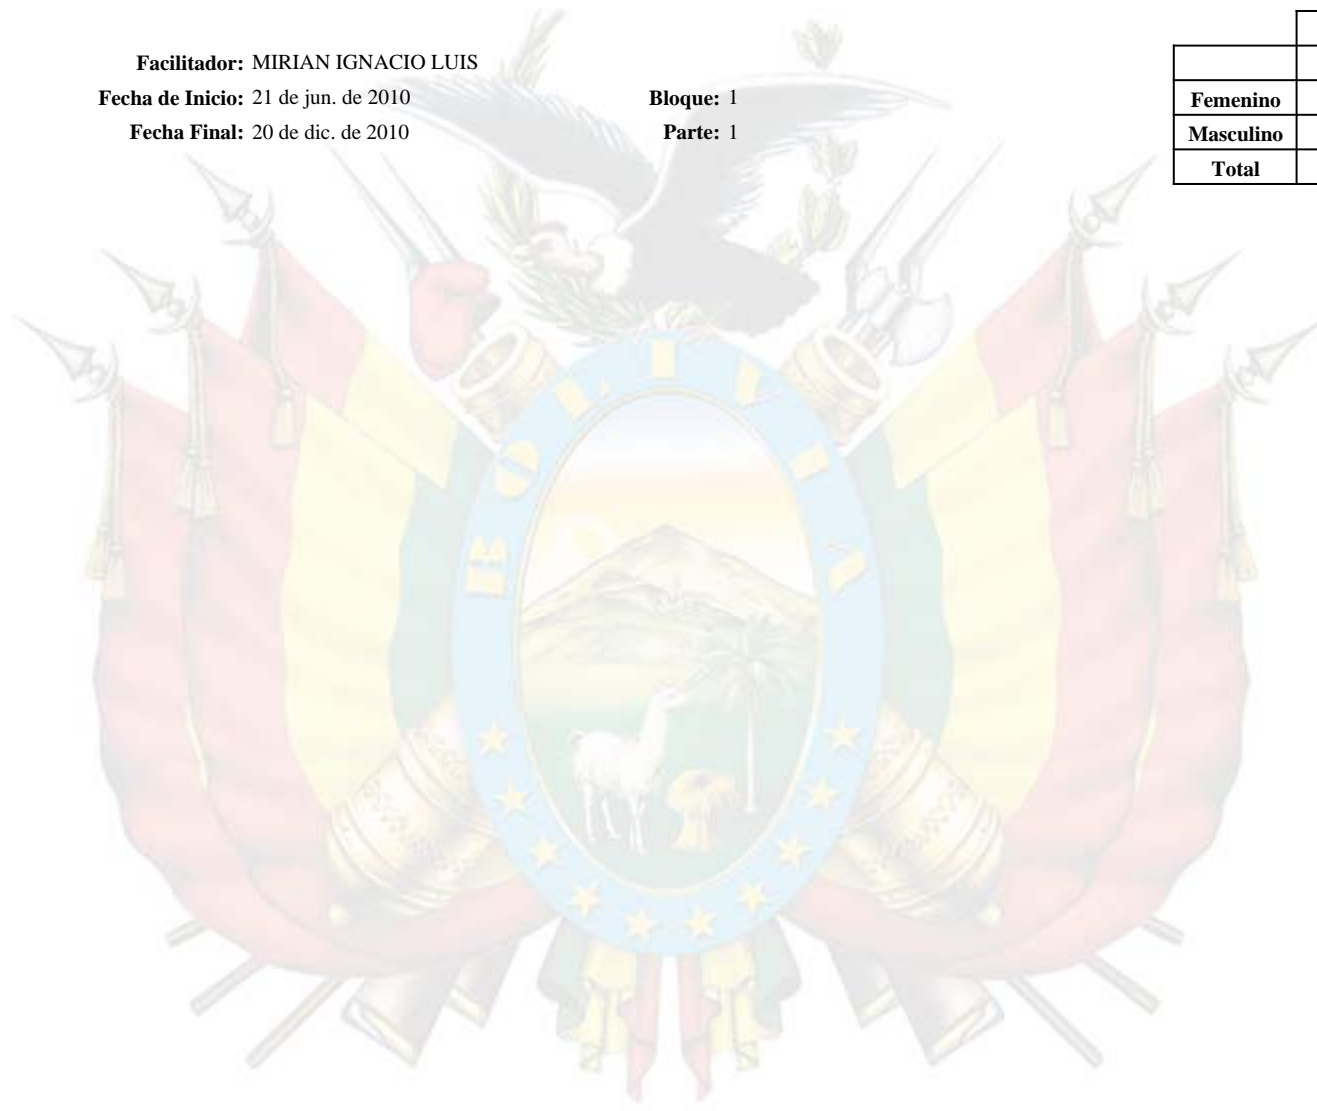 Facilitador: MIRIAN IGNACIO LUIS
Fecha de Inicio: 21 de jun. de 2010 Bloque: 1
Fecha Final: 20 de dic. de 2010 Parte: 1
Femenino
Masculino
Total
BOLIVIA